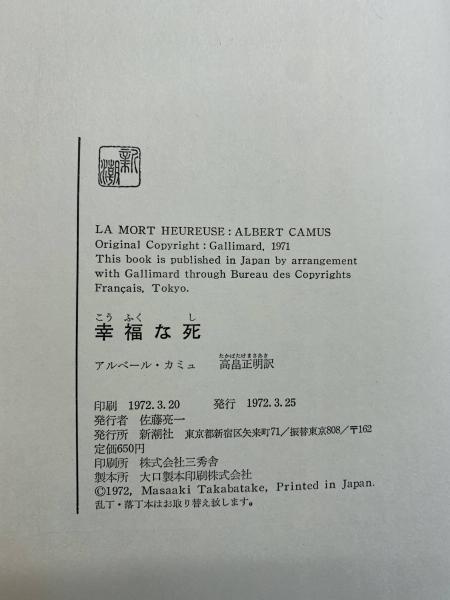 新潮
LA MORT HEUREUSE : ALBERT CAMUS
Original Copyright : Gallimard, 1971
This book is published in Japan by arrangement
with Gallimard through Bureau des Copyrights
Français, Tokyo.
こう ふく し
幸福な死
たかばたけまさあき
アルベール・カミュ 高畠正明訳
印刷 1972.3.20 発行 1972.3.25
発行者 佐藤亮一
発行所 新潮社 東京都新宿区矢来町71/振替東京808/〒162
定価650円
印刷所 株式会社三秀舎
製本所 大口製本印刷株式会社
©1972, Masaaki Takabatake, Printed in Japan.
乱丁・落丁本はお取り替え致します。